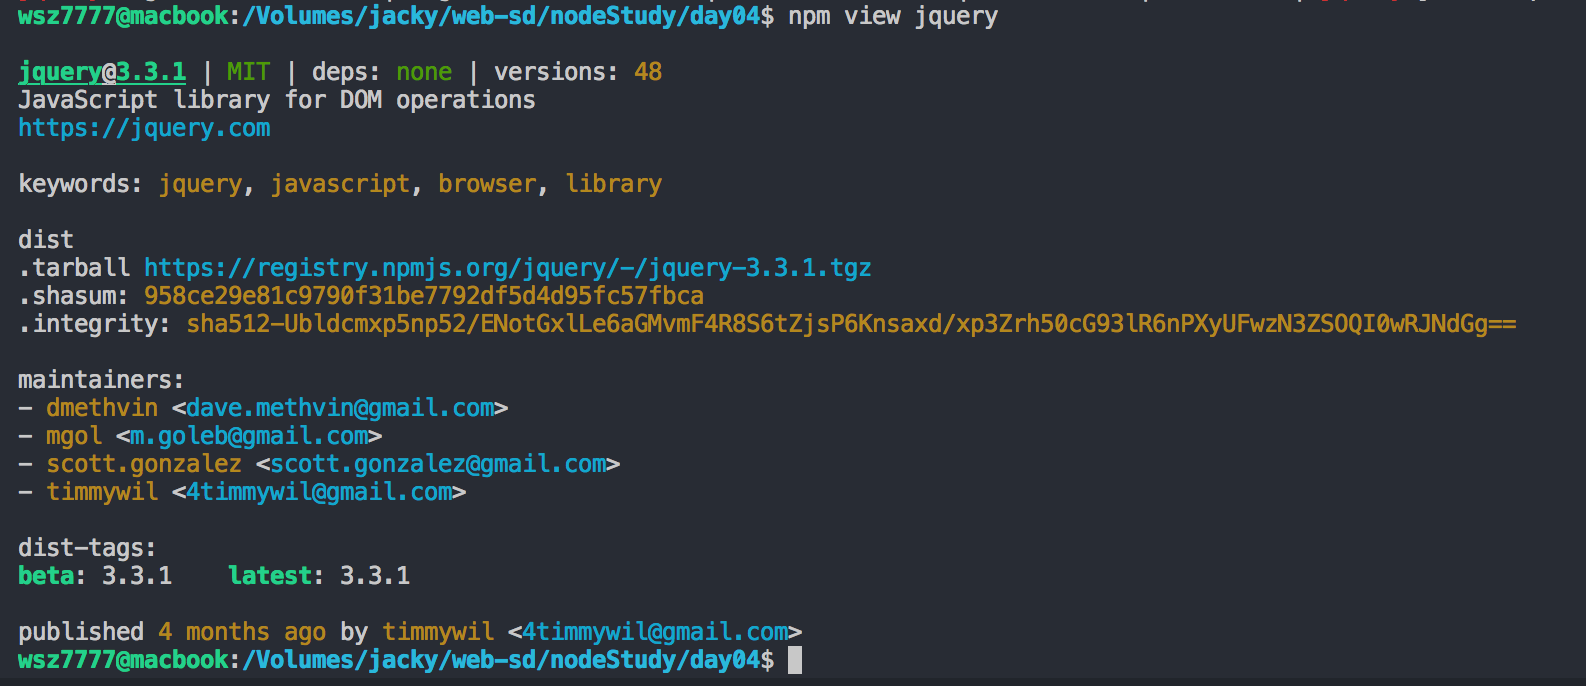 wsz7777@macbook:/Volumes/jacky/web-sd/nodeStudy/day04$ npm view jquery
jquery@3.3.1 | MIT | deps: none | versions: 48
JavaScript library for DOM operations
https://jquery.com
keywords: jquery, javascript, browser, library
dist
.tarball https://registry.npmjs.org/jquery/-/jquery-3.3.1.tgz
.shasum: 958ce29e81c9790f31be7792df5d4d95fc57fbca
.integrity: sha512-Ubldcmxp5np52/ENotGxlLe6aGMvmF4R8S6tZjsP6Knsaxd/xp3Zrh50cG93lR6nPXyUFwzN3ZSOQI0wRJNdGg==
maintainers:
- dmethvin <dave.methvin@gmail.com>
- mgol <m.goleb@gmail.com>
- scott.gonzalez <scott.gonzalez@gmail.com>
- timmywil <4timmywil@gmail.com>
dist-tags:
beta: 3.3.1    latest: 3.3.1
published 4 months ago by timmywil <4timmywil@gmail.com>
wsz7777@macbook:/Volumes/jacky/web-sd/nodeStudy/day04$